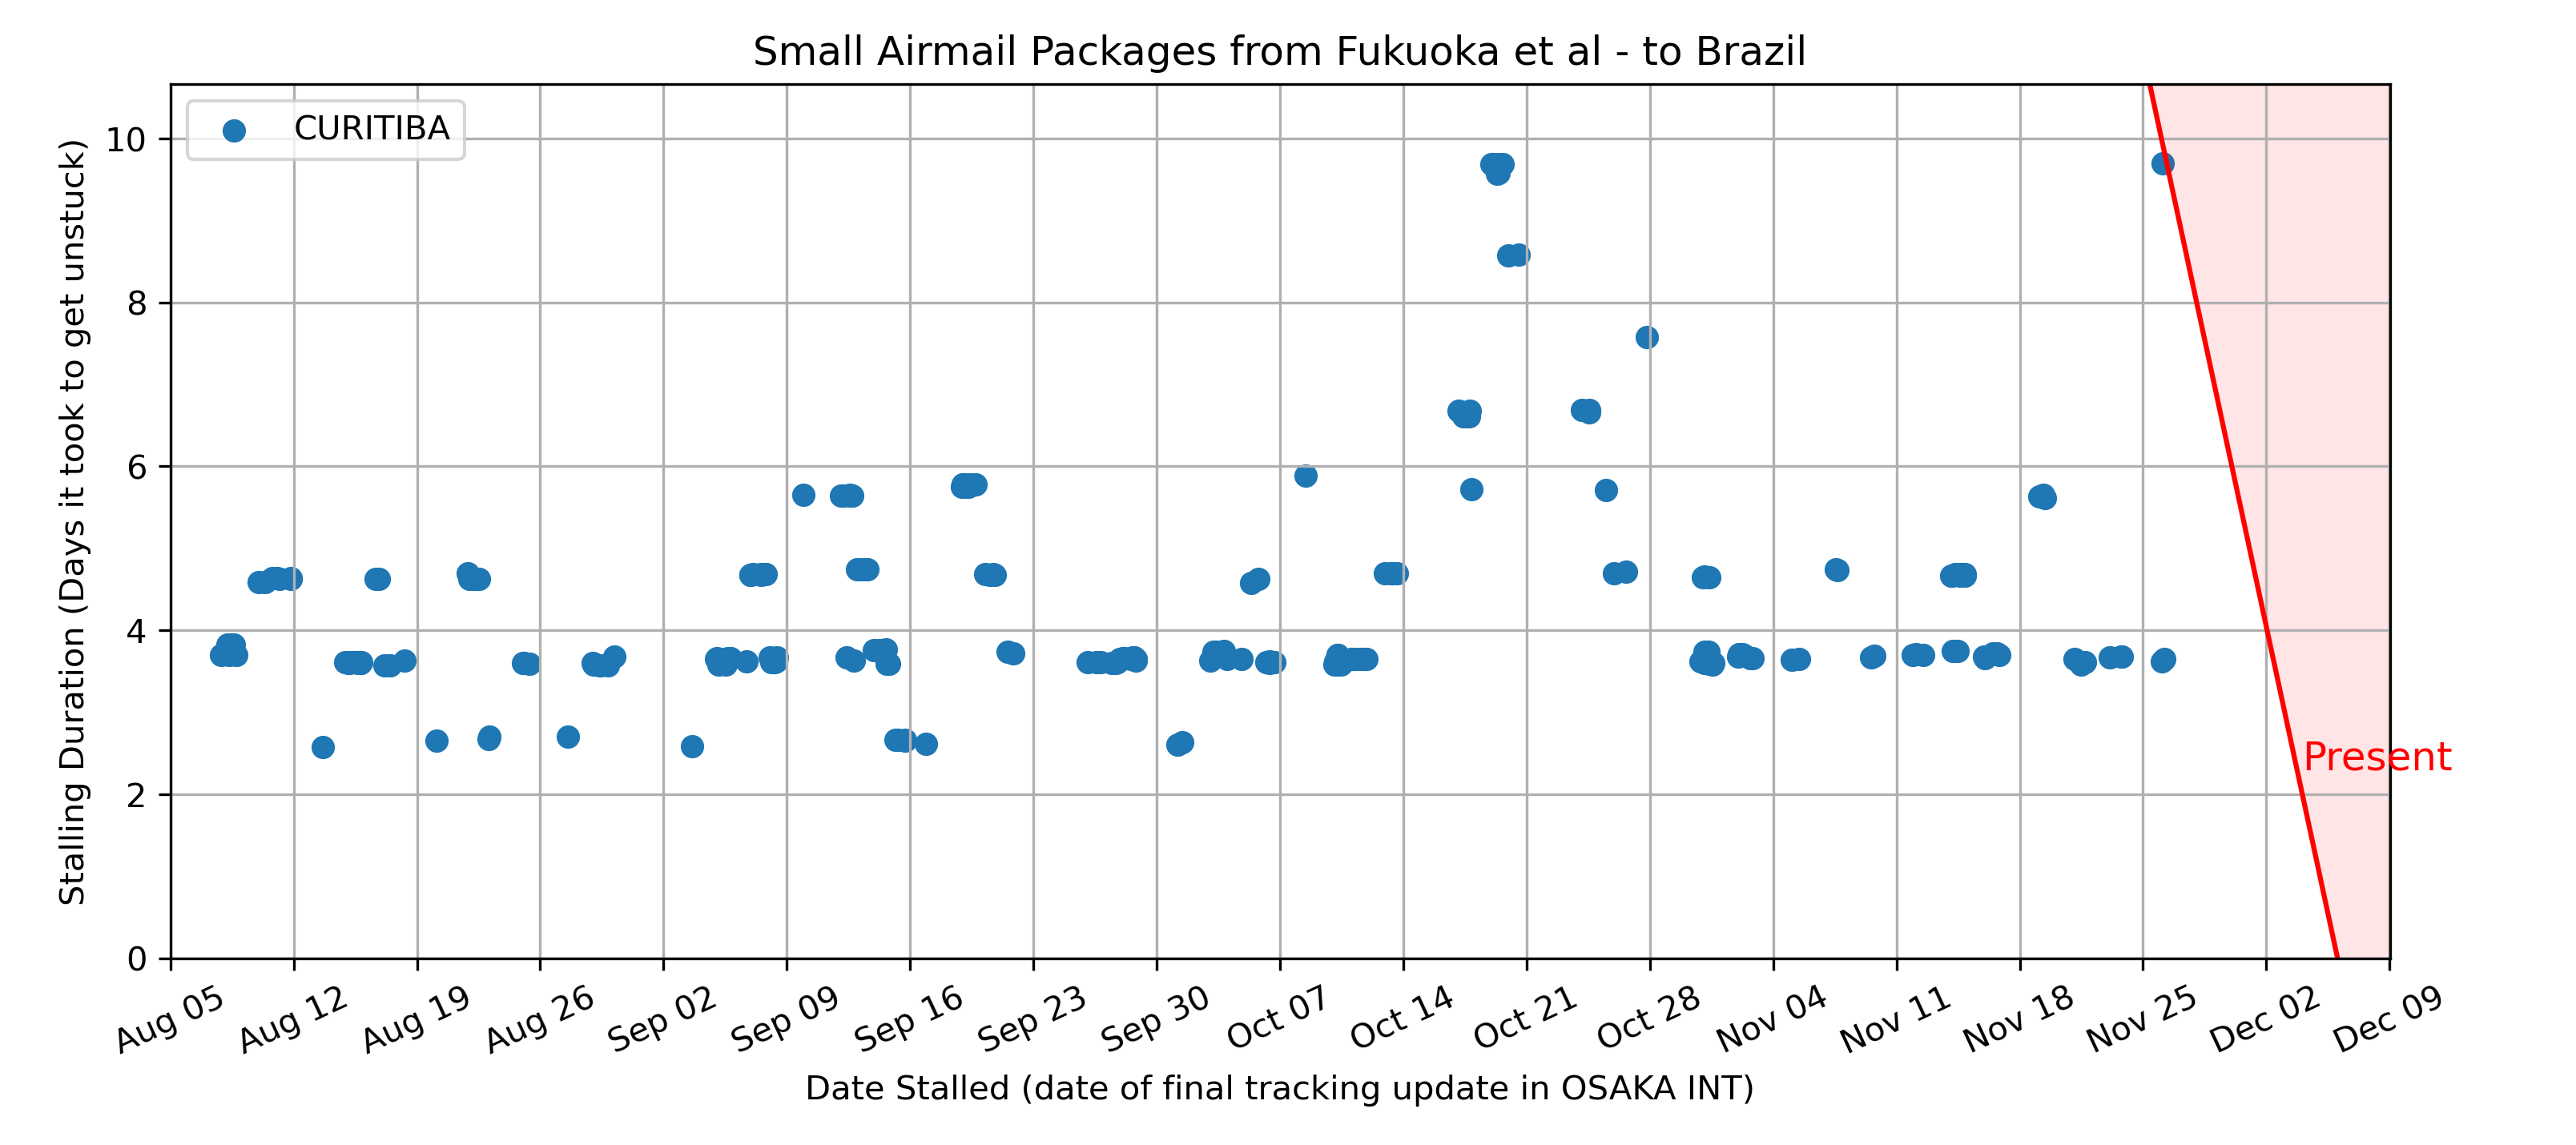 Small Airmail Packages from Fukuoka et al - to Brazil
CURITIBA
Stalling Duration (Days it took to get unstuck)
10
8
6
4
2
0
Present
Aug 05
Aug 12
Aug 19
Aug 26
Sep 02
Sep 09
Sep 16
Sep 23
Sep 30
Oct 07
Oct 14
Oct 21
Oct 28
Nov 04
Nov 11
Nov 18
Nov 25
Dec 02
Dec 09
Date Stalled (date of final tracking update in OSAKA INT)